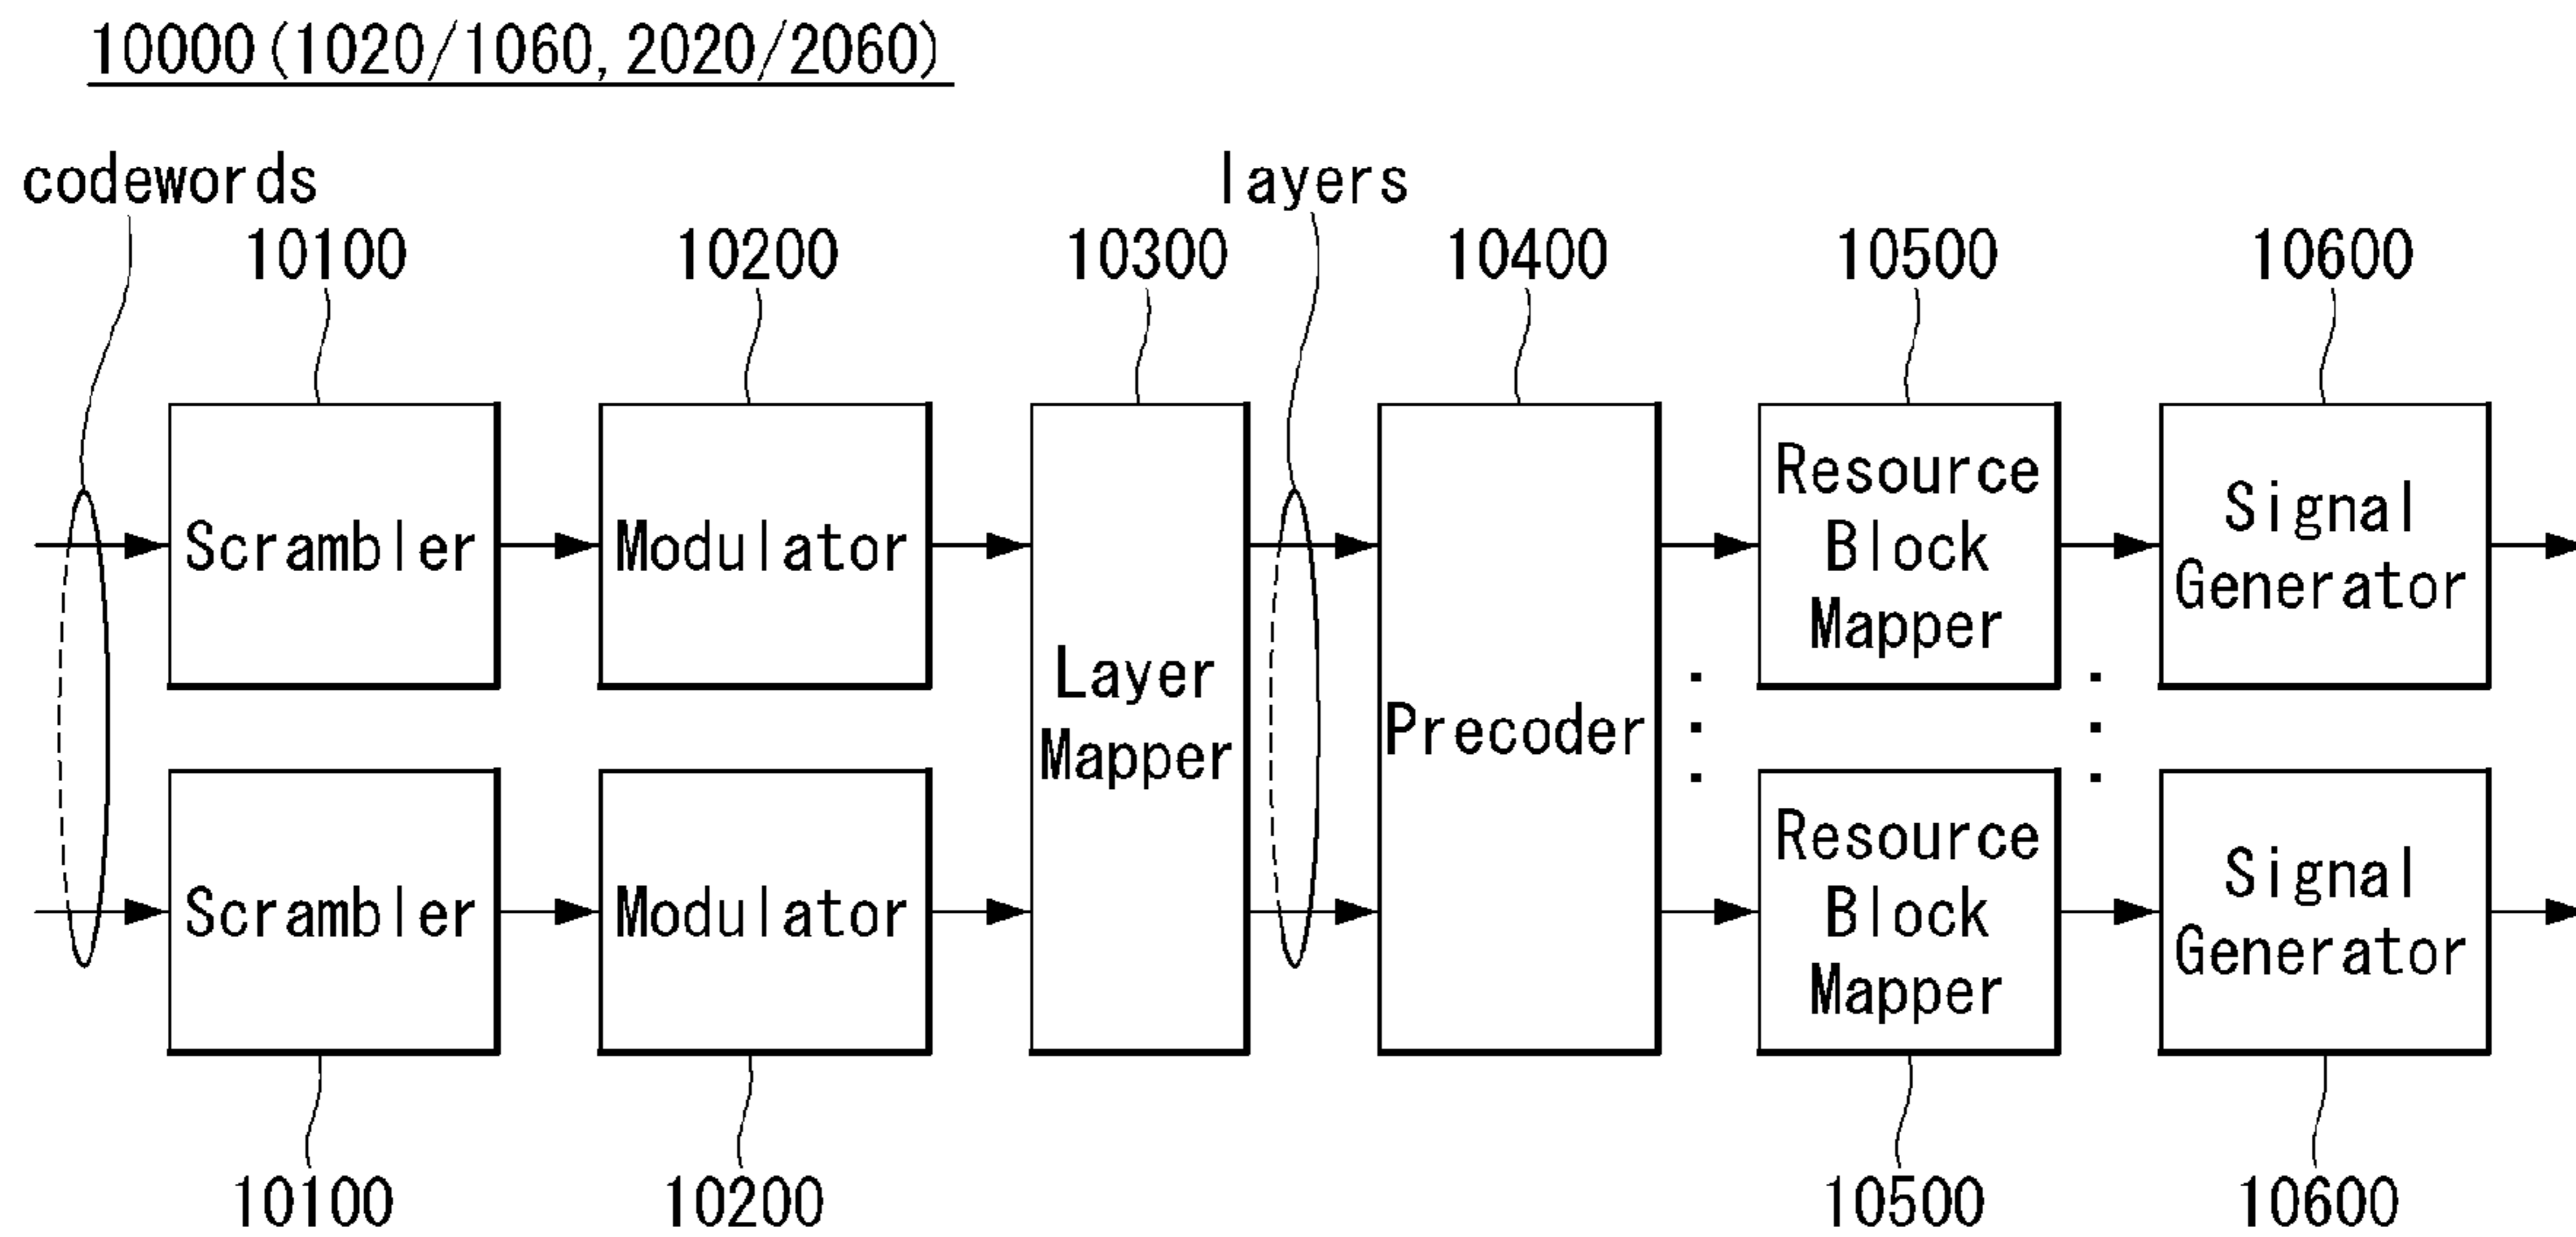 10000(1020/1060, 2020/2060)
codewords
layers
10100
10200
10300
10400
10500
10600
Scrambler
Modulator
Layer
Mapper
Precoder
Resource
Block
Mapper
Signal
Generator
Scrambler
Modulator
Resource
Block
Mapper
Signal
Generator
10100
10200
10500
10600